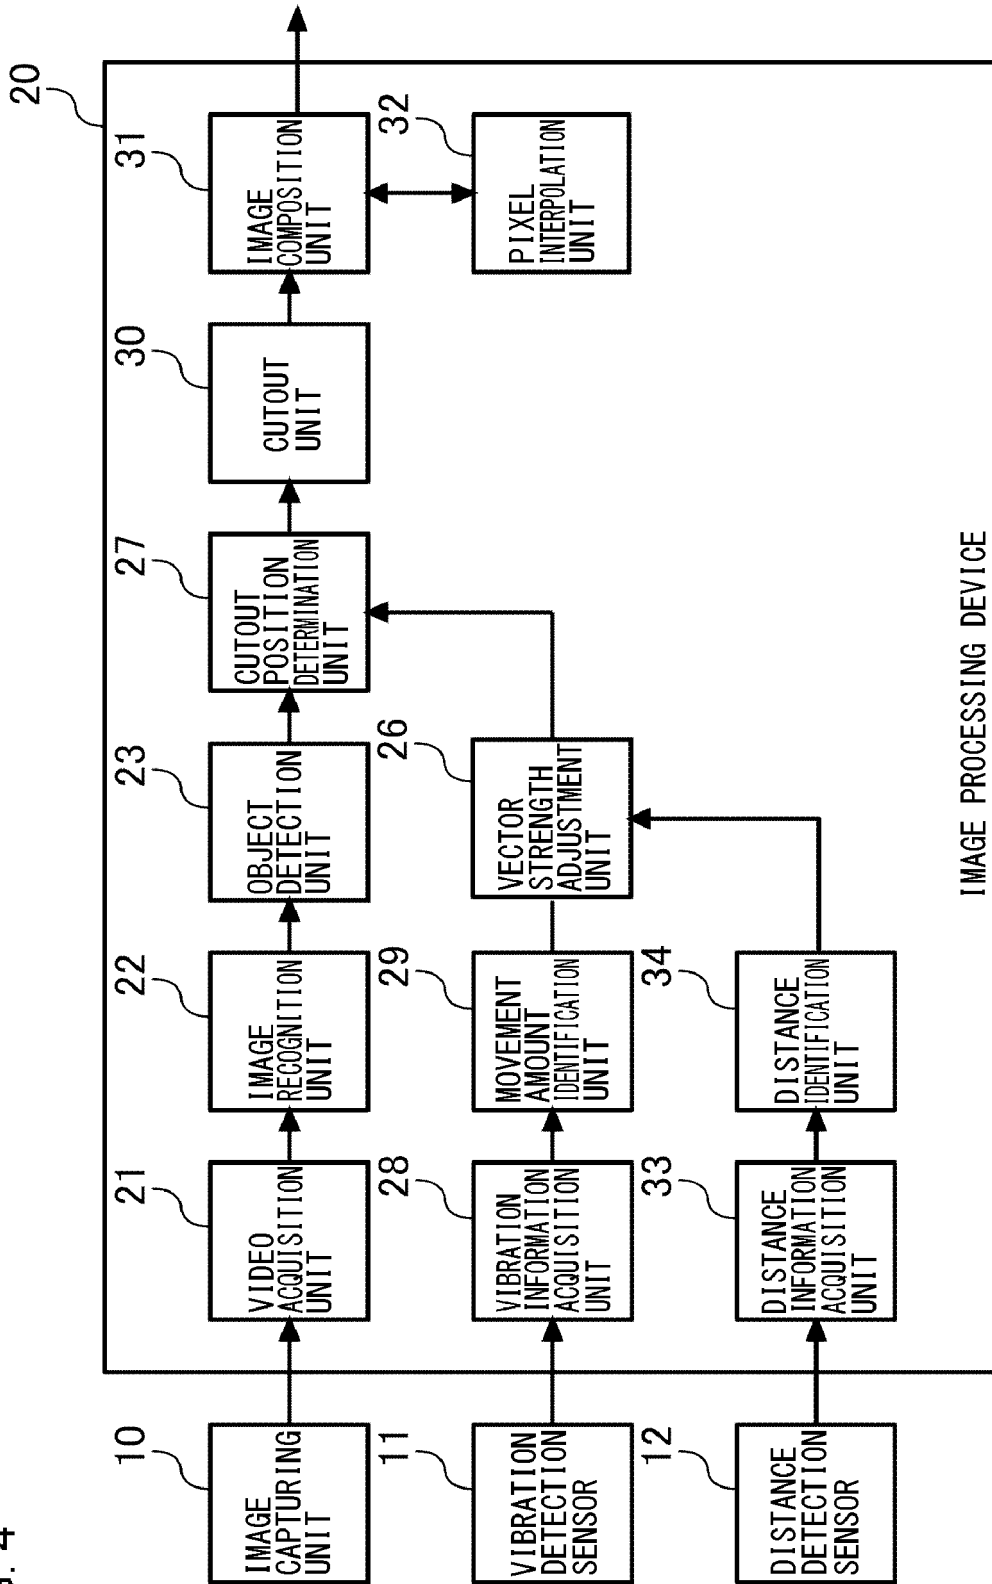 20
10
IMAGE
CAPTURING
UNIT
21
VIDEO
ACQUISITION
UNIT
22
IMAGE
RECOGNITION
UNIT
23
OBJECT
DETECTION
UNIT
27
CUTOUT
POSITION
DETERMINATION
UNIT
30
CUTOUT
UNIT
31
IMAGE
COMPOSITION
UNIT
11
VIBRATION
DETECTION
SENSOR
28
VIBRATION
INFORMATION
ACQUISITION
UNIT
29
MOVEMENT
AMOUNT
IDENTIFICATION
UNIT
26
VECTOR
STRENGTH
ADJUSTMENT
UNIT
32
PIXEL
INTERPOLATION
UNIT
12
DISTANCE
DETECTION
SENSOR
33
DISTANCE
INFORMATION
ACQUISITION
UNIT
34
DISTANCE
IDENTIFICATION
UNIT
IMAGE PROCESSING DEVICE
4